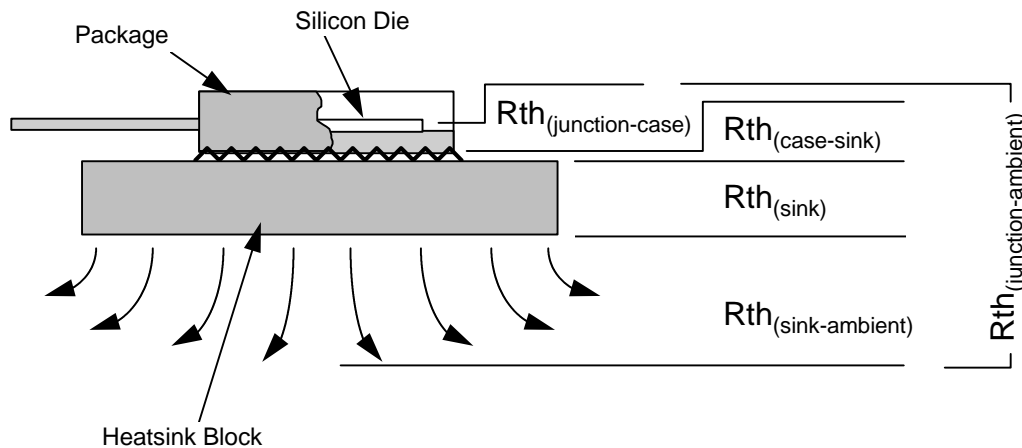 Silicon Die
Package
Rth(junction-case)
Rth(case-sink)
Rth(sink)
Rth(sink-ambient)
Rth(junction-ambient)
Heatsink Block